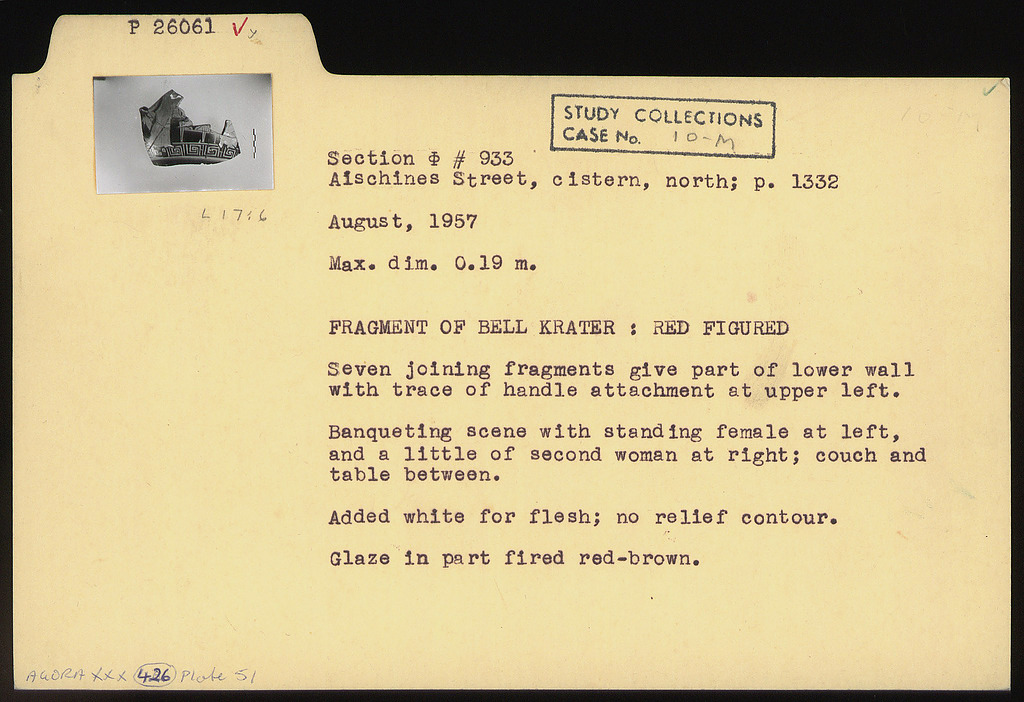 P 26061
STUDY COLLECTIONS
CASE No. 10-M
Section Φ # 933
Aischines Street, cistern, north; p. 1332
L 17:6
August, 1957
Max. dim. 0.19 m.
FRAGMENT OF BELL KRATER : RED FIGURED
Seven joining fragments give part of lower wall
with trace of handle attachment at upper left.
Banqueting scene with standing female at left,
and a little of second woman at right; couch and
table between.
Added white for flesh; no relief contour.
Glaze in part fired red-brown.
AGORA XXX 426 Plate 51